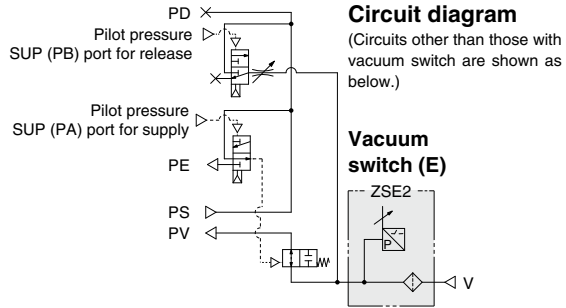 PD
Pilot pressure
SUP (PB) port for release
Pilot pressure
SUP (PA) port for supply
PE
PS
PV
Circuit diagram
(Circuits other than those with
vacuum switch are shown as
below.)
Vacuum
switch (E)
ZSE2
P
V